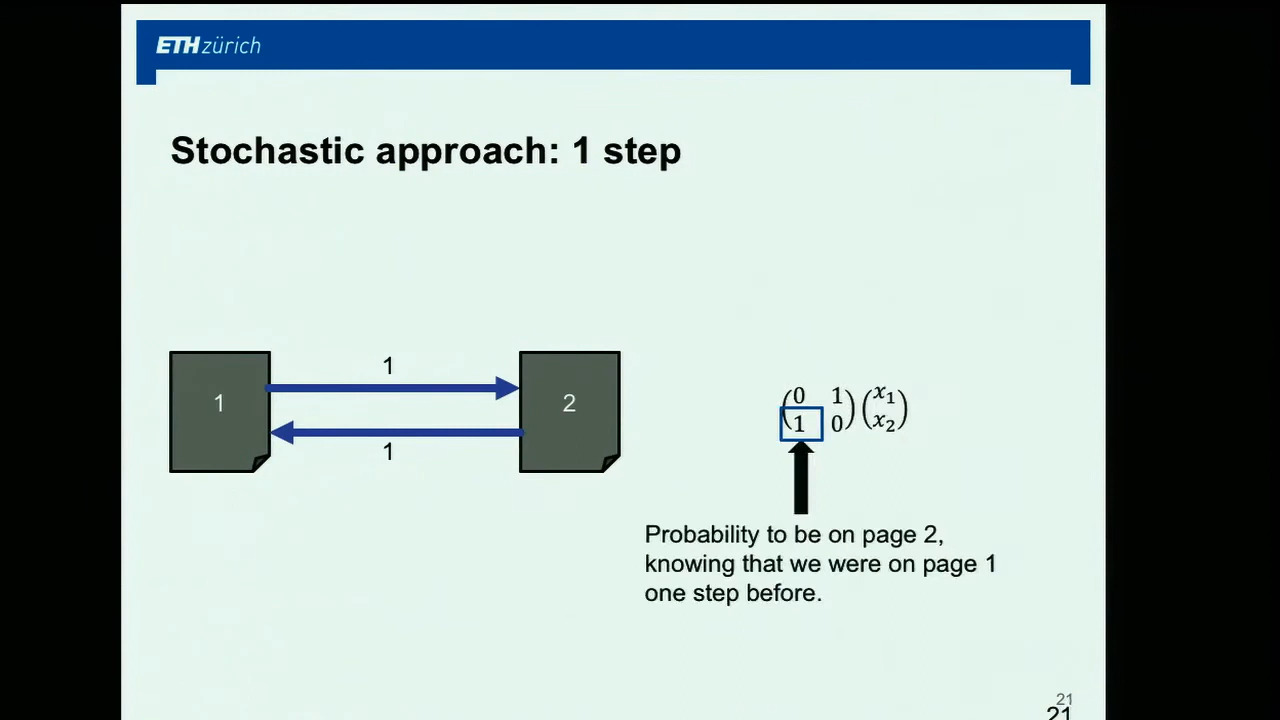 ETH zürich
Stochastic approach: 1 step
1
1
2
1
(0 1) (x₁)
(1 0) (x₂)
Probability to be on page 2,
knowing that we were on page 1
one step before.
21
21